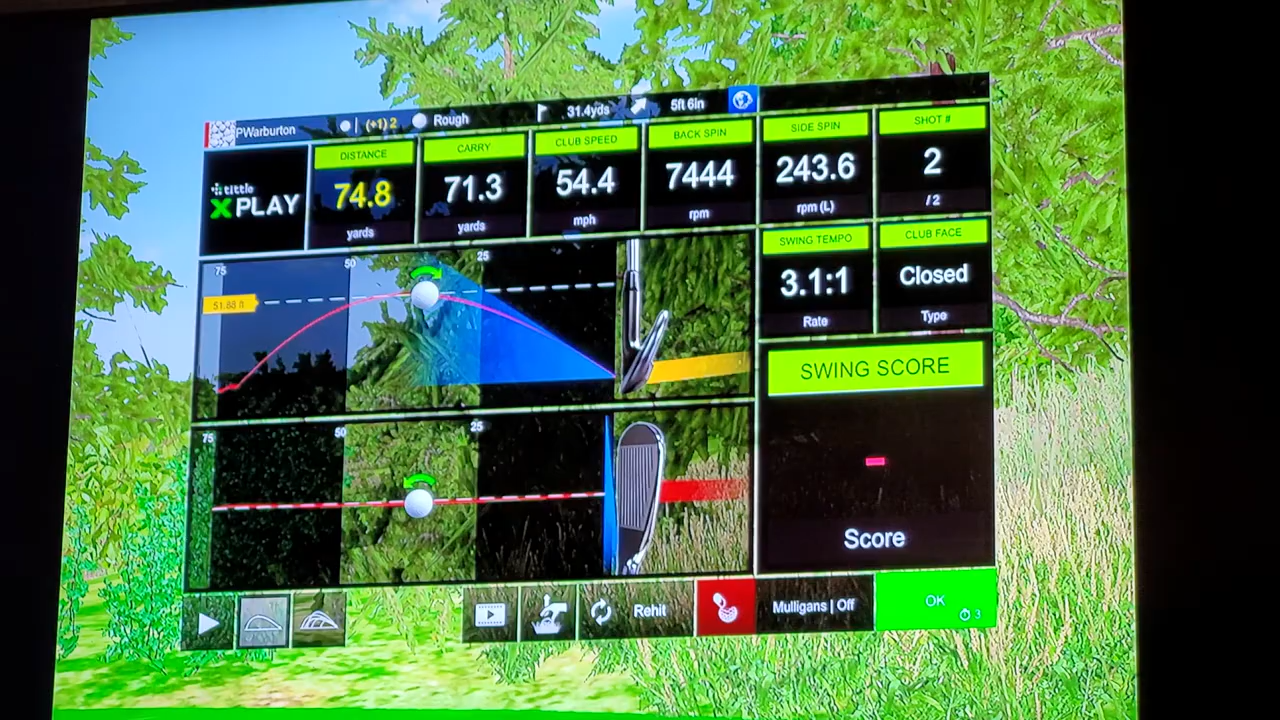 PWarburton (+1) 2 Rough 31.4yds 5ft 6in
tittle
X PLAY
DISTANCE
74.8
yards
CARRY
71.3
yards
CLUB SPEED
54.4
mph
BACK SPIN
7444
rpm
SIDE SPIN
243.6
rpm (L)
SHOT #
2
/ 2
SWING TEMPO
3.1:1
Rate
CLUB FACE
Closed
Type
75 50 25
51.88 ft
75 50 25
SWING SCORE
-
Score
Rehit
Mulligans | Off
OK
3